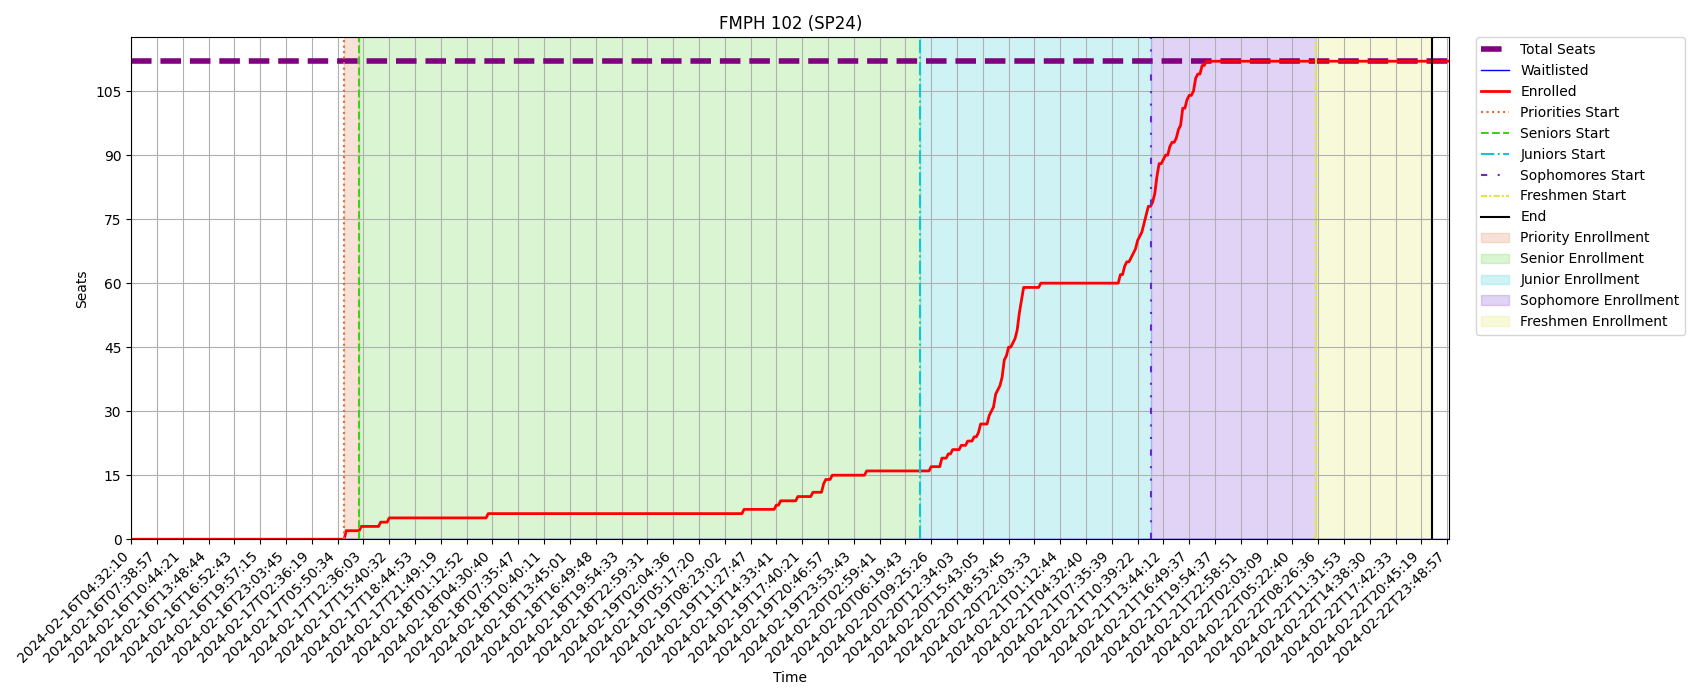 FMPH 102 (SP24)
Total Seats
Waitlisted
Enrolled
Priorities Start
Seniors Start
Juniors Start
Sophomores Start
Freshmen Start
End
Priority Enrollment
Senior Enrollment
Junior Enrollment
Sophomore Enrollment
Freshmen Enrollment
Seats
105
90
75
60
45
30
15
0
2024-02-16T04:32:10
2024-02-16T07:38:57
2024-02-16T10:44:21
2024-02-16T13:48:44
2024-02-16T16:52:43
2024-02-16T19:57:15
2024-02-16T23:03:45
2024-02-17T02:36:19
2024-02-17T05:50:34
2024-02-17T12:36:03
2024-02-17T15:40:32
2024-02-17T18:44:53
2024-02-17T21:49:19
2024-02-18T01:12:52
2024-02-18T04:30:40
2024-02-18T07:35:47
2024-02-18T10:40:11
2024-02-18T13:45:01
2024-02-18T16:49:48
2024-02-18T19:54:33
2024-02-18T22:59:31
2024-02-19T02:04:36
2024-02-19T05:17:20
2024-02-19T08:23:02
2024-02-19T11:27:47
2024-02-19T14:33:41
2024-02-19T17:40:21
2024-02-19T20:46:57
2024-02-19T23:53:43
2024-02-20T02:59:41
2024-02-20T06:19:43
2024-02-20T09:25:26
2024-02-20T12:34:03
2024-02-20T15:43:05
2024-02-20T18:53:45
2024-02-20T22:03:33
2024-02-21T01:12:44
2024-02-21T04:32:40
2024-02-21T07:35:39
2024-02-21T10:39:22
2024-02-21T13:44:12
2024-02-21T16:49:37
2024-02-21T19:54:37
2024-02-21T22:58:51
2024-02-22T02:03:09
2024-02-22T05:22:40
2024-02-22T08:26:36
2024-02-22T11:31:53
2024-02-22T14:38:30
2024-02-22T17:42:33
2024-02-22T20:45:19
2024-02-22T23:48:57
Time